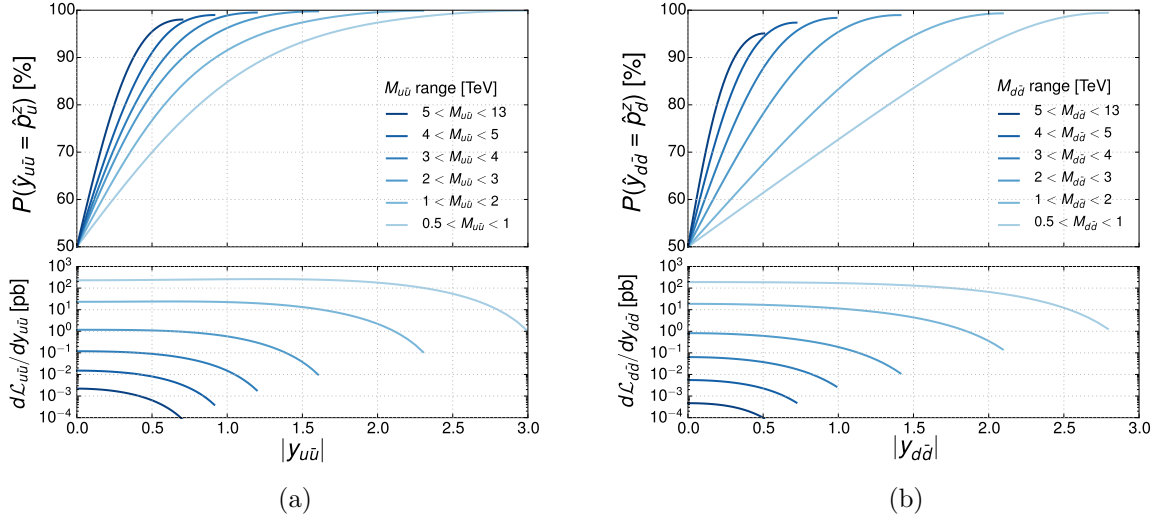 100
90
80
70
60
50
P(ŷ_{uū} = p̂^z_u) [%]
M_{uū} range [TeV]
5 < M_{uū} < 13
4 < M_{uū} < 5
3 < M_{uū} < 4
2 < M_{uū} < 3
1 < M_{uū} < 2
0.5 < M_{uū} < 1
10^3
10^2
10^1
10^0
10^{-1}
10^{-2}
10^{-3}
10^{-4}
dℒ_{uū}/dy_{uū} [pb]
0.0 0.5 1.0 1.5 2.0 2.5 3.0
|y_{uū}|
(a)
100
90
80
70
60
50
P(ŷ_{dd̄} = p̂^z_d) [%]
M_{dd̄} range [TeV]
5 < M_{dd̄} < 13
4 < M_{dd̄} < 5
3 < M_{dd̄} < 4
2 < M_{dd̄} < 3
1 < M_{dd̄} < 2
0.5 < M_{dd̄} < 1
10^3
10^2
10^1
10^0
10^{-1}
10^{-2}
10^{-3}
10^{-4}
dℒ_{dd̄}/dy_{dd̄} [pb]
0.0 0.5 1.0 1.5 2.0 2.5 3.0
|y_{dd̄}|
(b)